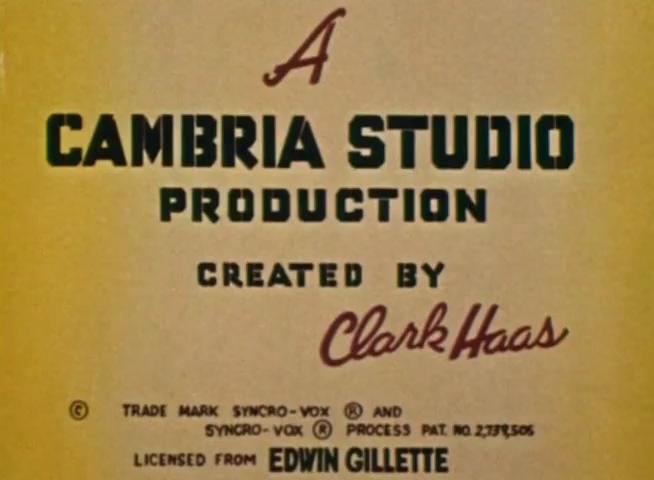 A
CAMBRIA STUDIO
PRODUCTION
CREATED BY
Clark Haas
© TRADE MARK SYNCRO-VOX ® AND
SYNCRO-VOX ® PROCESS PAT. NO. 2,739,505
LICENSED FROM EDWIN GILLETTE